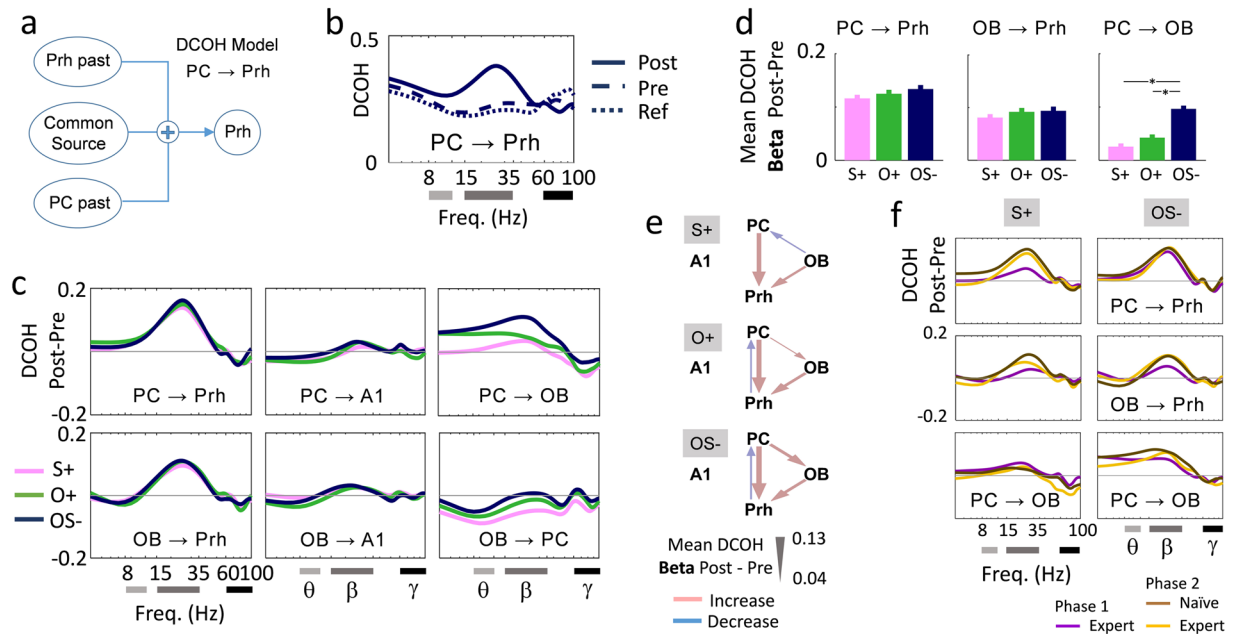 a
DCOH Model
PC → Prh
Prh past
Common
Source
PC past
Prh
b
0.5
DCOH
0
PC → Prh
Post
Pre
Ref
8 15 35 60 100
Freq. (Hz)
c
0.2
DCOH
Post-Pre
-0.2
PC → Prh
PC → A1
PC → OB
0.2
-0.2
S+
O+
OS-
OB → Prh
OB → A1
OB → PC
8 15 35 60 100
Freq. (Hz)
θ β γ
θ β γ
d
PC → Prh
OB → Prh
PC → OB
0.2
Mean DCOH
Beta Post-Pre
0
* 
*
S+ O+ OS-
S+ O+ OS-
S+ O+ OS-
e
S+
A1
PC
OB
Prh
O+
A1
PC
OB
Prh
OS-
A1
PC
OB
Prh
Mean DCOH
Beta Post - Pre
0.13
0.04
Increase
Decrease
f
S+
OS-
DCOH
Post-Pre
PC → Prh
0.2
-0.2
OB → Prh
PC → OB
PC → OB
8 15 35 100
Freq. (Hz)
θ β γ
Phase 1
Expert
Phase 2
Naïve
Expert